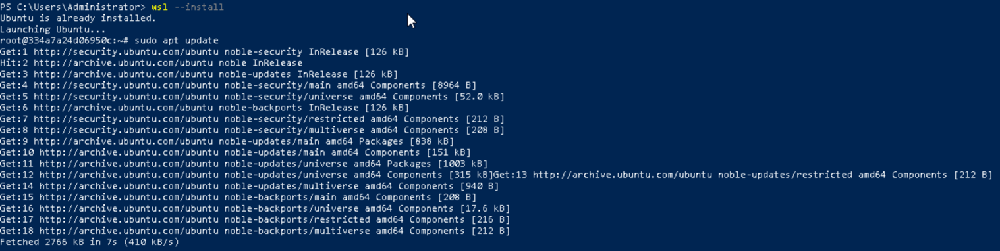 PS C:\Users\Administrator> wsl --install
Ubuntu is already installed.
Launching Ubuntu...
root@334a7a24d06950c:~# sudo apt update
Get:1 http://security.ubuntu.com/ubuntu noble-security InRelease [126 kB]
Hit:2 http://archive.ubuntu.com/ubuntu noble InRelease
Get:3 http://archive.ubuntu.com/ubuntu noble-updates InRelease [126 kB]
Get:4 http://security.ubuntu.com/ubuntu noble-security/main amd64 Components [8964 B]
Get:5 http://security.ubuntu.com/ubuntu noble-security/universe amd64 Components [52.0 kB]
Get:6 http://archive.ubuntu.com/ubuntu noble-backports InRelease [126 kB]
Get:7 http://security.ubuntu.com/ubuntu noble-security/restricted amd64 Components [212 B]
Get:8 http://security.ubuntu.com/ubuntu noble-security/multiverse amd64 Components [208 B]
Get:9 http://archive.ubuntu.com/ubuntu noble-updates/main amd64 Packages [838 kB]
Get:10 http://archive.ubuntu.com/ubuntu noble-updates/main amd64 Components [151 kB]
Get:11 http://archive.ubuntu.com/ubuntu noble-updates/universe amd64 Packages [1003 kB]
Get:12 http://archive.ubuntu.com/ubuntu noble-updates/universe amd64 Components [315 kB]Get:13 http://archive.ubuntu.com/ubuntu noble-updates/restricted amd64 Components [212 B]
Get:14 http://archive.ubuntu.com/ubuntu noble-updates/multiverse amd64 Components [940 B]
Get:15 http://archive.ubuntu.com/ubuntu noble-backports/main amd64 Components [208 B]
Get:16 http://archive.ubuntu.com/ubuntu noble-backports/universe amd64 Components [17.6 kB]
Get:17 http://archive.ubuntu.com/ubuntu noble-backports/restricted amd64 Components [216 B]
Get:18 http://archive.ubuntu.com/ubuntu noble-backports/multiverse amd64 Components [212 B]
Fetched 2766 kB in 7s (410 kB/s)